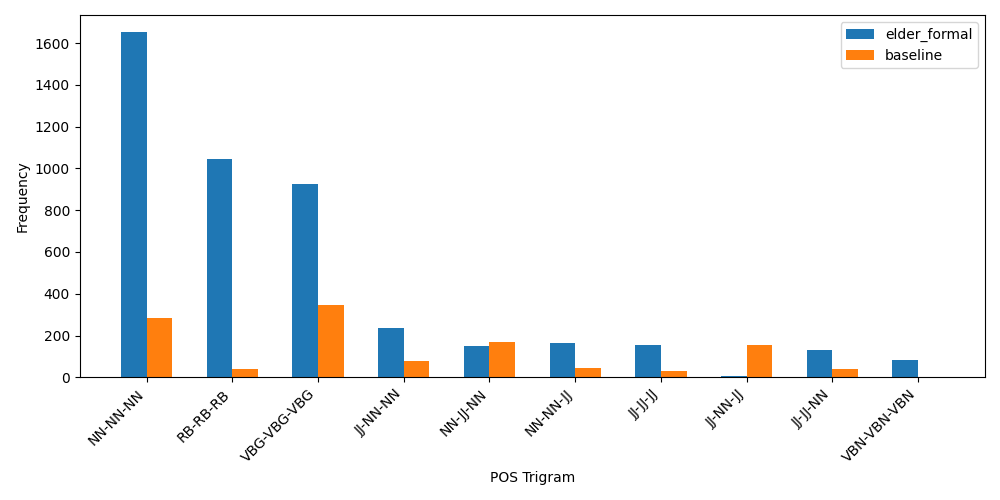 elder_formal
baseline
Frequency
1600
1400
1200
1000
800
600
400
200
0
NN-NN-NN
RB-RB-RB
VBG-VBG-VBG
JJ-NN-NN
NN-JJ-NN
NN-NN-JJ
JJ-JJ-JJ
JJ-NN-JJ
JJ-JJ-NN
VBN-VBN-VBN
POS Trigram